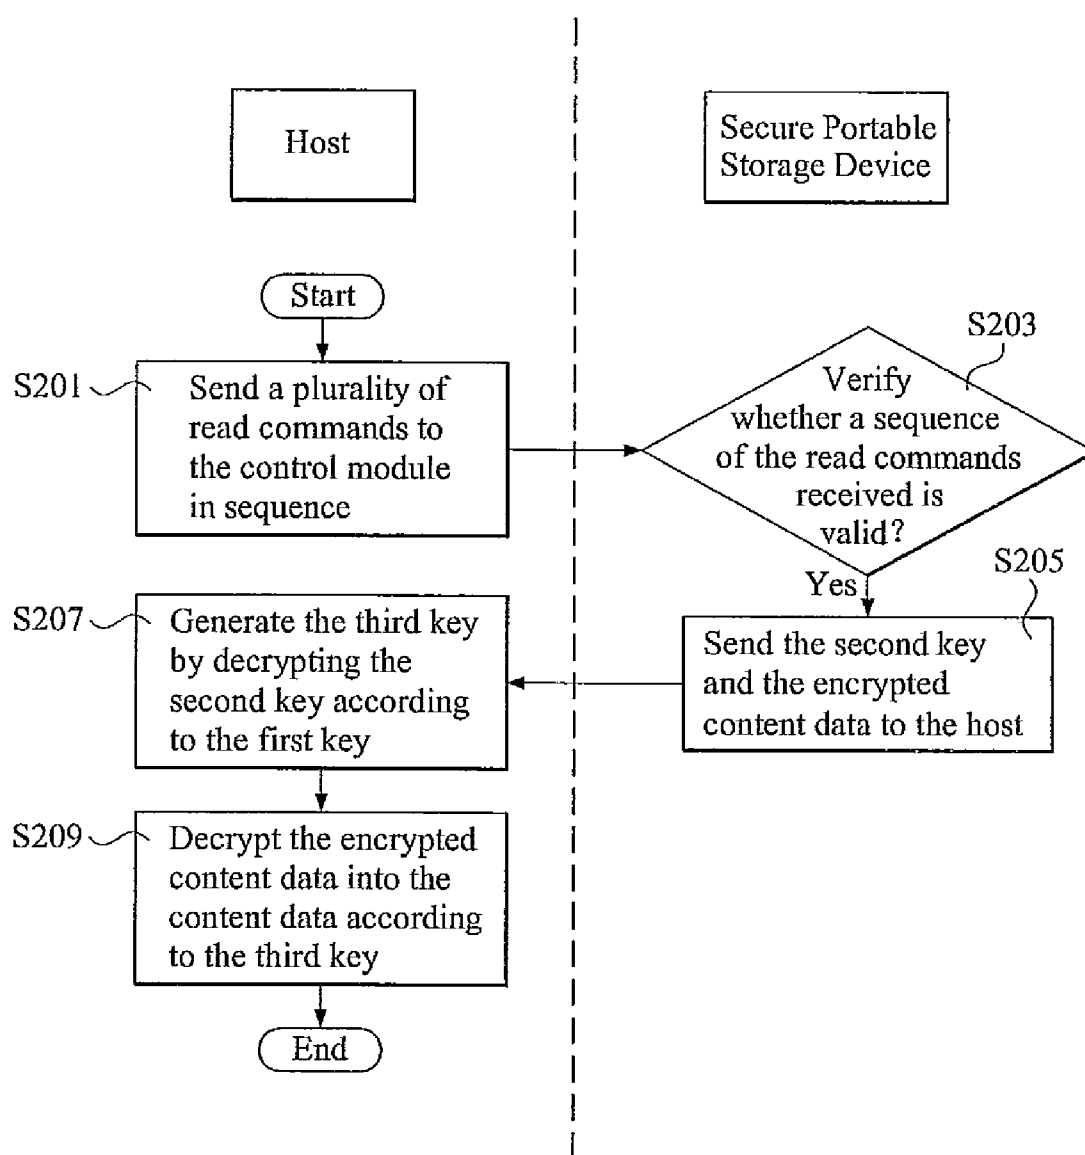 Host
Secure Portable
Storage Device
Start
S201
Send a plurality of
read commands to
the control module
in sequence
S203
Verify
whether a sequence
of the read commands
received is
valid?
Yes
S205
Send the second key
and the encrypted
content data to the host
S207
Generate the third key
by decrypting the
second key according
to the first key
S209
Decrypt the encrypted
content data into the
content data according
to the third key
End